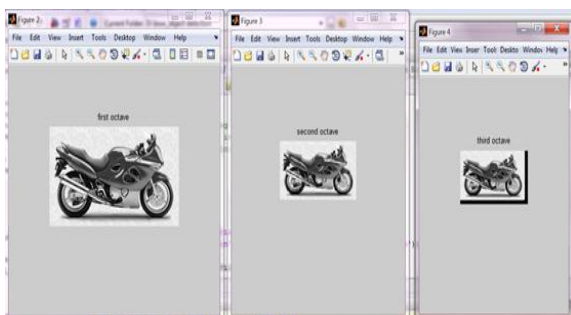 Figure 2
File Edit View Insert Tools Desktop Window Help
first octave
Figure 3
File Edit View Insert Tools Desktop Window Help
second octave
Figure 4
File Edit View Inser Tools Deskto Window Help
third octave